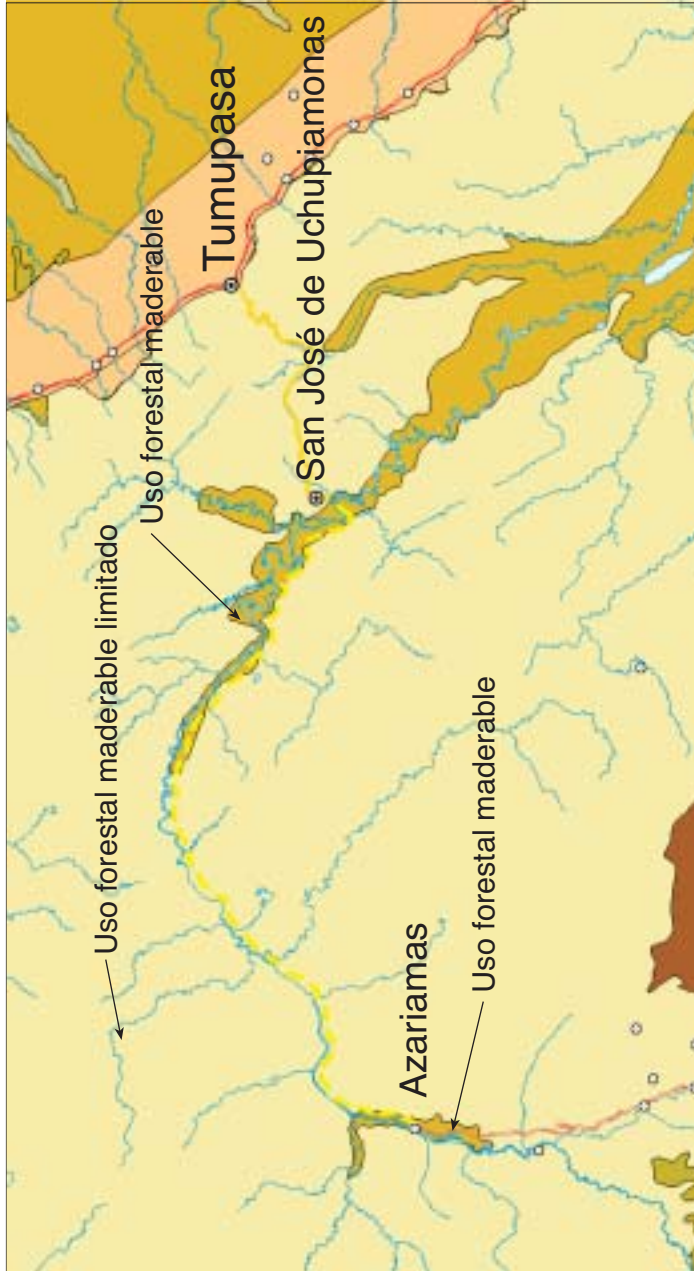 Uso forestal maderable limitado
Uso forestal maderable
Tumupasa
San José de Uchupiamonas
Azariamas
Uso forestal maderable